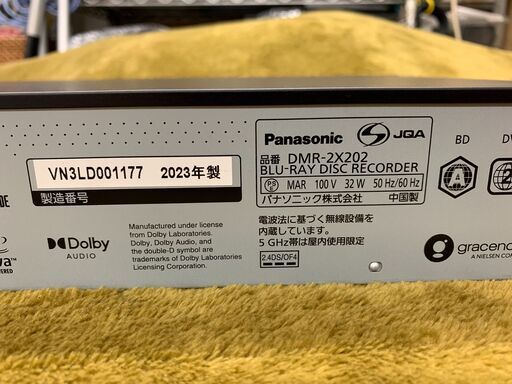 VN3LD001177 2023年製
製造番号
Dolby
AUDIO
Manufactured under license
from Dolby Laboratories.
Dolby, Dolby Audio, and
the double-D symbol are
trademarks of Dolby Laboratories
Licensing Corporation.
Panasonic
JQA
品番 DMR-2X202
BLU-RAY DISC RECORDER
MAR 100 V 32 W 50 Hz/60 Hz
パナソニック株式会社 中国製
電波法に基づく無線設備を
内蔵しています。
5 GHz帯は屋内使用限定
2.4DS/OF4
BD
A
2